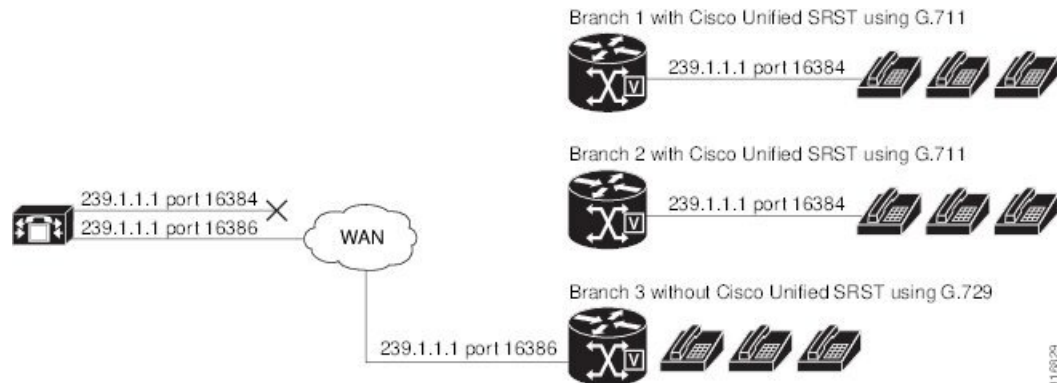 Branch 1 with Cisco Unified SRST using G.711
V
239.1.1.1 port 16384
Branch 2 with Cisco Unified SRST using G.711
V
239.1.1.1 port 16384
239.1.1.1 port 16384
239.1.1.1 port 16386
WAN
Branch 3 without Cisco Unified SRST using G.729
V
239.1.1.1 port 16386